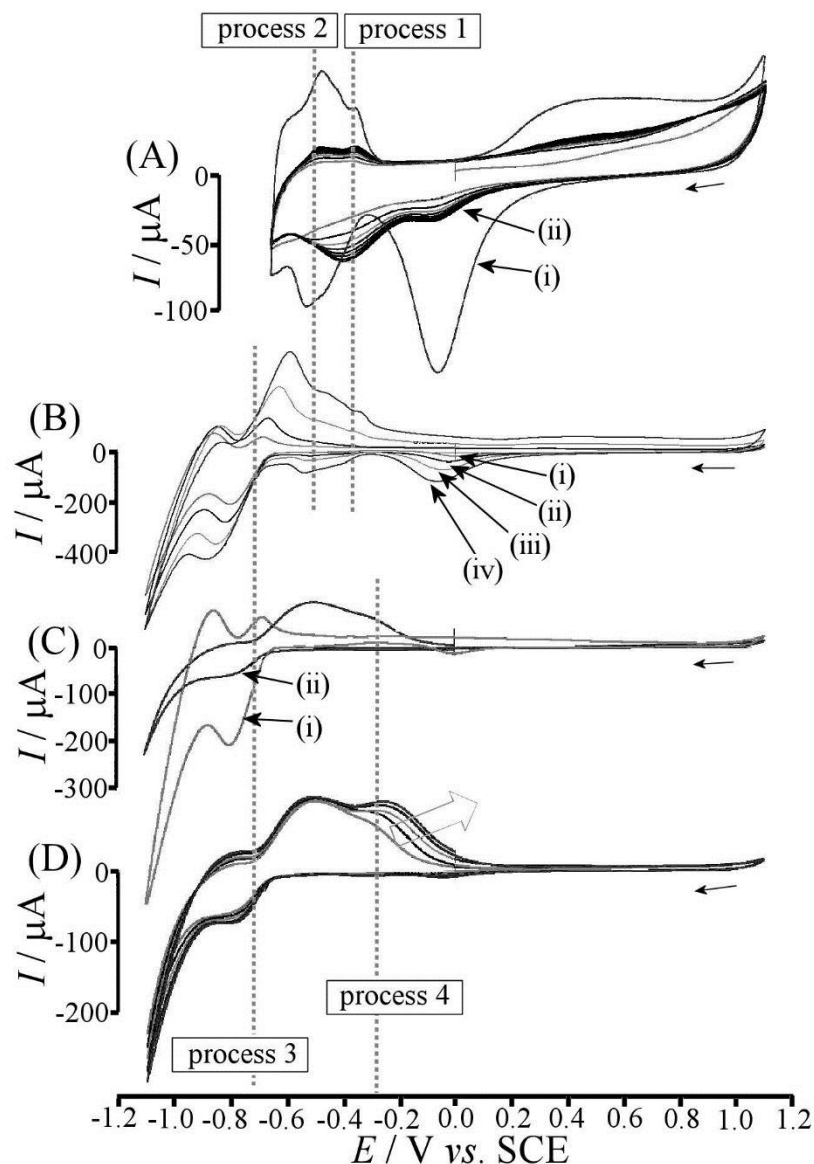 process 2 process 1
(A)
0
-50
-100
I / μA
(ii)
(i)
(B)
0
-200
-400
I / μA
(i)
(ii)
(iii)
(iv)
(C)
0
-100
-200
-300
I / μA
(ii)
(i)
(D)
0
-100
-200
I / μA
process 4
process 3
-1.2 -1.0 -0.8 -0.6 -0.4 -0.2 0.0 0.2 0.4 0.6 0.8 1.0 1.2
E / V vs. SCE